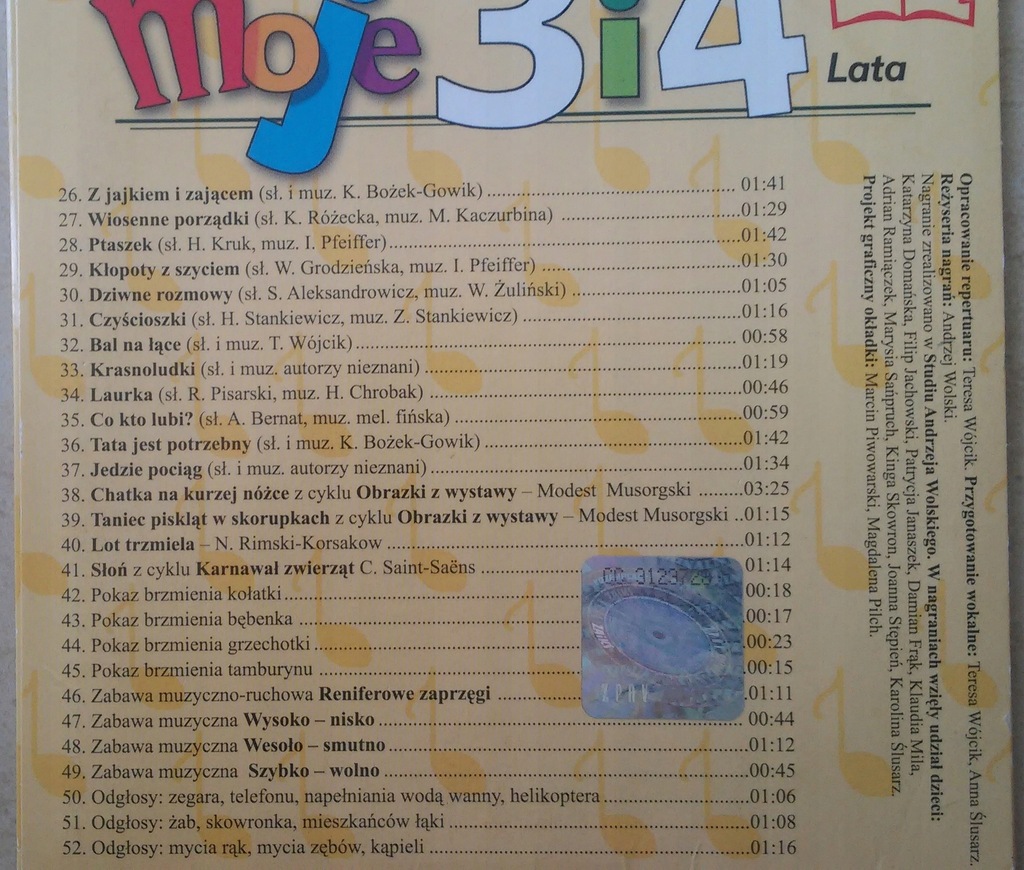 moje 3 i 4
Lata
26. Z jajkiem i zającem (sł. i muz. K. Bożek-Gowik) ........ 01:41
27. Wiosenne porządki (sł. K. Różecka, muz. M. Kaczurbina) ........ 01:29
28. Ptaszek (sł. H. Kruk, muz. I. Pfeiffer) ........ 01:42
29. Kłopoty z szyciem (sł. W. Grodzieńska, muz. I. Pfeiffer) ........ 01:30
30. Dziwne rozmowy (sł. S. Aleksandrowicz, muz. W. Żuliński) ........ 01:05
31. Czyścioszki (sł. H. Stankiewicz, muz. Z. Stankiewicz) ........ 01:16
32. Bal na łące (sł. i muz. T. Wójcik) ........ 00:58
33. Krasnoludki (sł. i muz. autorzy nieznani) ........ 01:19
34. Laurka (sł. R. Pisarski, muz. H. Chrobak) ........ 00:46
35. Co kto lubi? (sł. A. Bernat, muz. mel. fińska) ........ 00:59
36. Tata jest potrzebny (sł. i muz. K. Bożek-Gowik) ........ 01:42
37. Jedzie pociąg (sł. i muz. autorzy nieznani) ........ 01:34
38. Chatka na kurzej nóżce z cyklu Obrazki z wystawy – Modest Musorgski ........ 03:25
39. Taniec piskląt w skorupkach z cyklu Obrazki z wystawy – Modest Musorgski .. 01:15
40. Lot trzmiela – N. Rimski-Korsakow ........ 01:12
41. Słoń z cyklu Karnawał zwierząt C. Saint-Saëns ........ 01:14
42. Pokaz brzmienia kołatki ........ 00:18
43. Pokaz brzmienia bębenka ........ 00:17
44. Pokaz brzmienia grzechotki ........ 00:23
45. Pokaz brzmienia tamburynu ........ 00:15
46. Zabawa muzyczno-ruchowa Reniferowe zaprzęgi ........ 01:11
47. Zabawa muzyczna Wysoko – nisko ........ 00:44
48. Zabawa muzyczna Wesoło – smutno ........ 01:12
49. Zabawa muzyczna Szybko – wolno ........ 00:45
50. Odgłosy: zegara, telefonu, napełniania wodą wanny, helikoptera ........ 01:06
51. Odgłosy: żab, skowronka, mieszkańców łąki ........ 01:08
52. Odgłosy: mycia rąk, mycia zębów, kąpieli ........ 01:16
Opracowanie repertuaru: Teresa Wójcik. Przygotowanie wokalne: Teresa Wójcik, Anna Ślusarz.
Reżyseria nagrań: Andrzej Wolski.
Nagranie zrealizowano w Studiu Andrzeja Wolskiego. W nagraniach wzięły udział dzieci:
Katarzyna Domańska, Filip Jachowski, Patrycja Janaszek, Damian Frąk, Klaudia Mila,
Adrian Ramiączek, Marysia Sańpruch, Kinga Skowron, Joanna Stępień, Karolina Ślusarz.
Projekt graficzny okładki: Marcin Piwowarski, Magdalena Pilch.